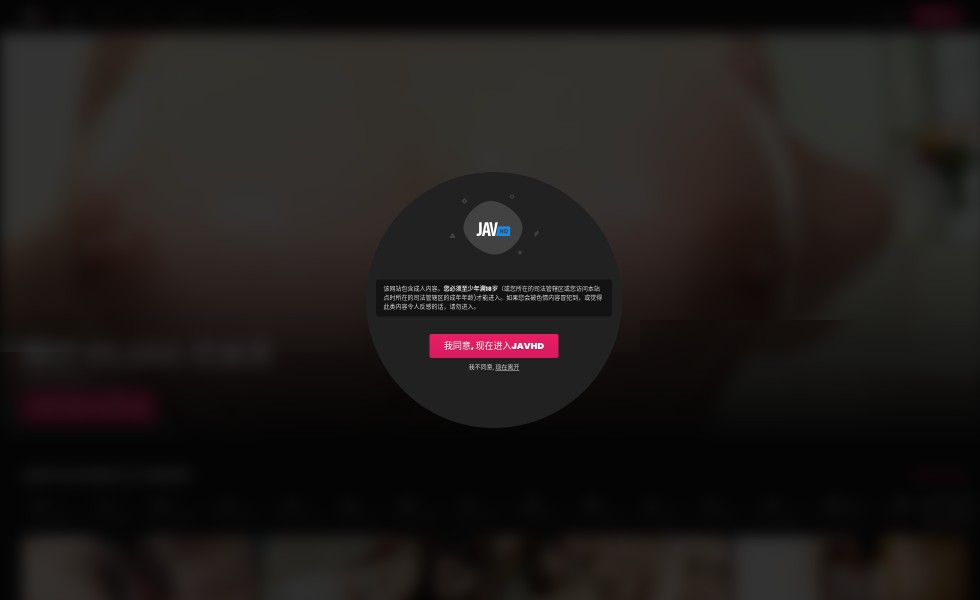 JAV HD
该网站包含成人内容。您必须至少年满18岁（或您所在的司法管辖区或您访问本站
点时所在的司法管辖区的成年年龄)才能进入。如果您会被色情内容冒犯到，或觉得
此类内容令人反感的话，请勿进入。
我同意, 现在进入JAVHD
我不同意, 现在离开